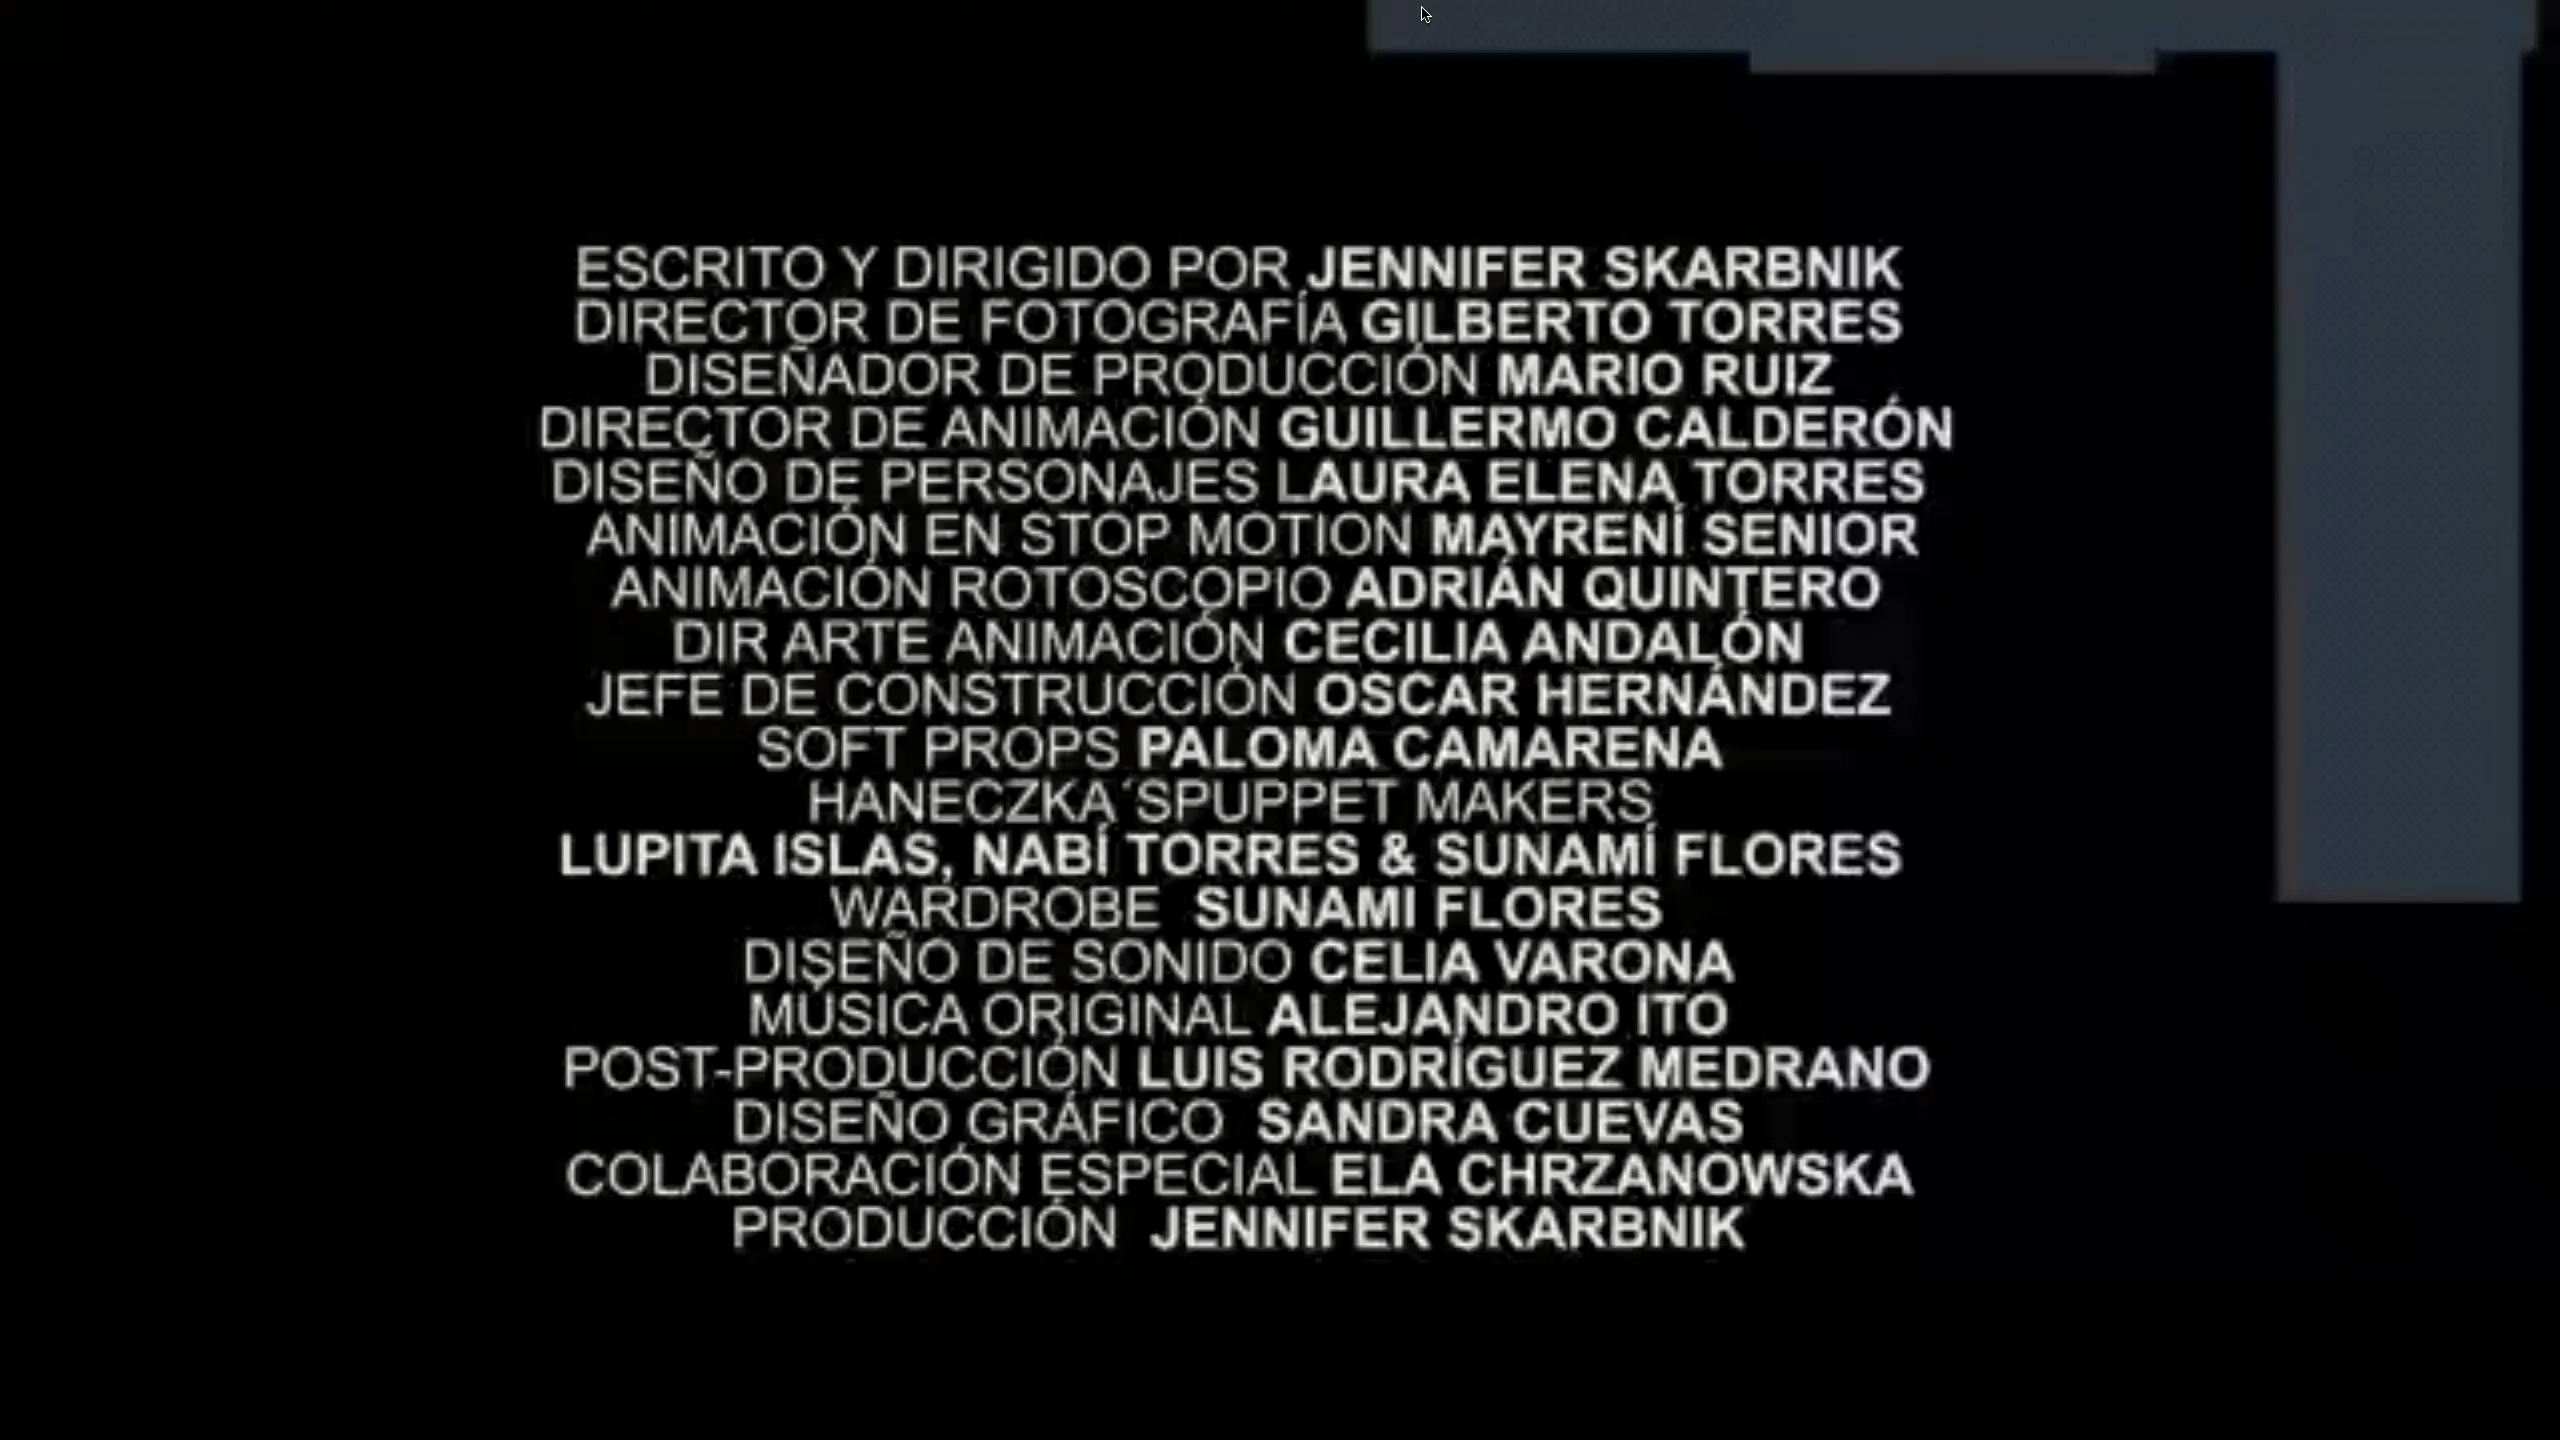 ESCRITO Y DIRIGIDO POR JENNIFER SKARBNIK
DIRECTOR DE FOTOGRAFÍA GILBERTO TORRES
DISEÑADOR DE PRODUCCIÓN MARIO RUIZ
DIRECTOR DE ANIMACIÓN GUILLERMO CALDERÓN
DISEÑO DE PERSONAJES LAURA ELENA TORRES
ANIMACIÓN EN STOP MOTION MAYRENÍ SENIOR
ANIMACIÓN ROTOSCOPIO ADRIÁN QUINTERO
DIR ARTE ANIMACIÓN CECILIA ANDALÓN
JEFE DE CONSTRUCCIÓN OSCAR HERNÁNDEZ
SOFT PROPS PALOMA CAMARENA
HANECZKA´SPUPPET MAKERS
LUPITA ISLAS, NABÍ TORRES & SUNAMÍ FLORES
WARDROBE  SUNAMI FLORES
DISEÑO DE SONIDO CELIA VARONA
MÚSICA ORIGINAL ALEJANDRO ITO
POST-PRODUCCIÓN LUIS RODRÍGUEZ MEDRANO
DISEÑO GRÁFICO  SANDRA CUEVAS
COLABORACIÓN ESPECIAL ELA CHRZANOWSKA
PRODUCCIÓN  JENNIFER SKARBNIK